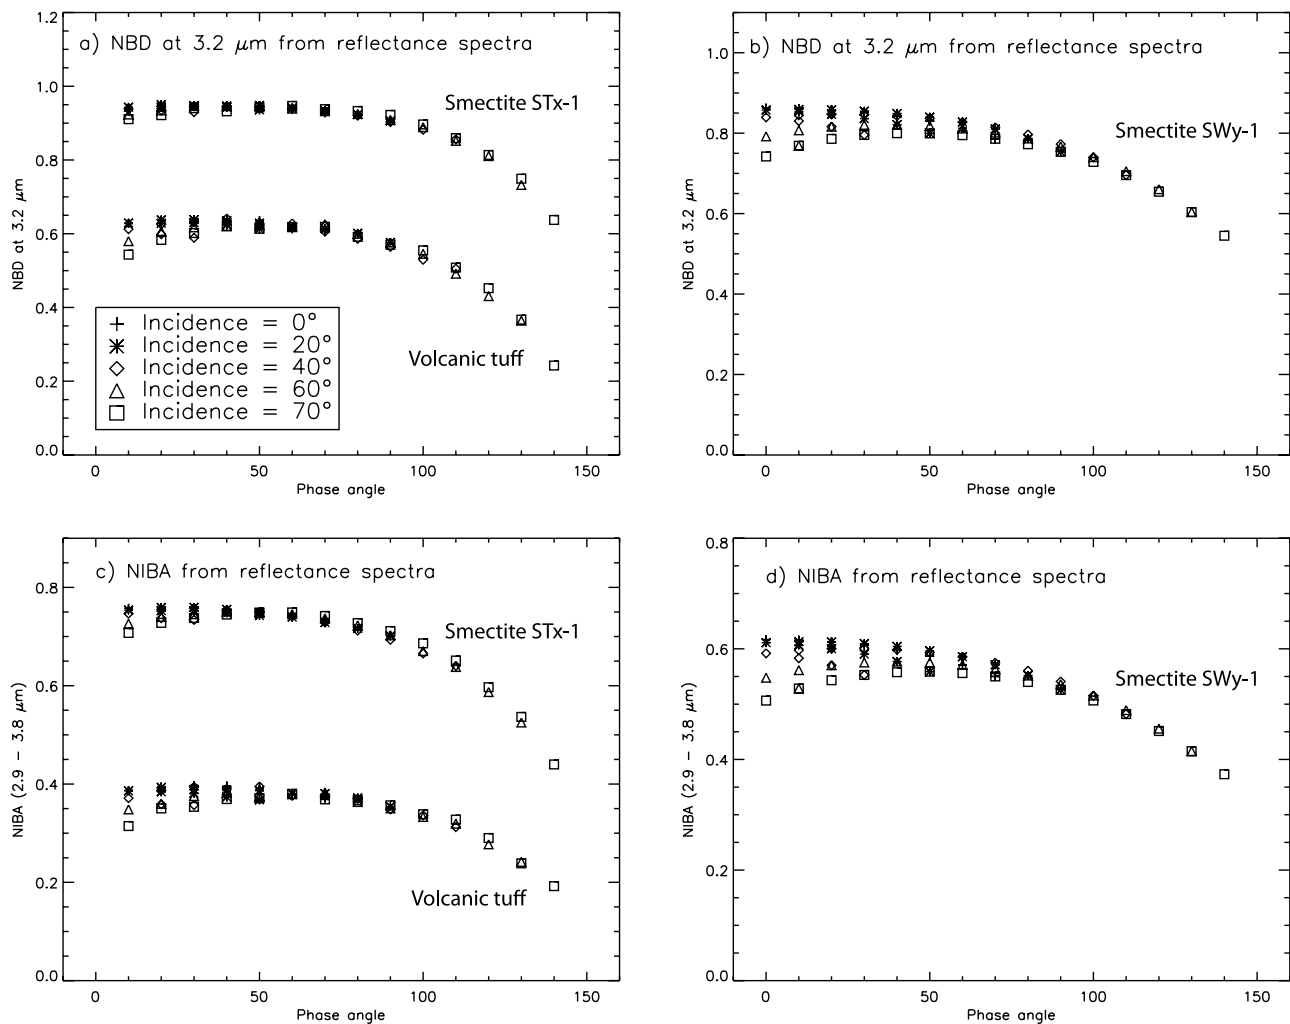 a) NBD at 3.2 μm from reflectance spectra
Smectite STx-1
Volcanic tuff
Incidence = 0°
Incidence = 20°
Incidence = 40°
Incidence = 60°
Incidence = 70°
NBD at 3.2 μm
1.2
1.0
0.8
0.6
0.4
0.2
0.0
0 50 100 150
Phase angle
b) NBD at 3.2 μm from reflectance spectra
Smectite SWy-1
NBD at 3.2 μm
1.0
0.8
0.6
0.4
0.2
0.0
0 50 100 150
Phase angle
c) NIBA from reflectance spectra
Smectite STx-1
Volcanic tuff
NIBA (2.9 - 3.8 μm)
0.8
0.6
0.4
0.2
0.0
0 50 100 150
Phase angle
d) NIBA from reflectance spectra
Smectite SWy-1
NIBA (2.9 - 3.8 μm)
0.8
0.6
0.4
0.2
0.0
0 50 100 150
Phase angle